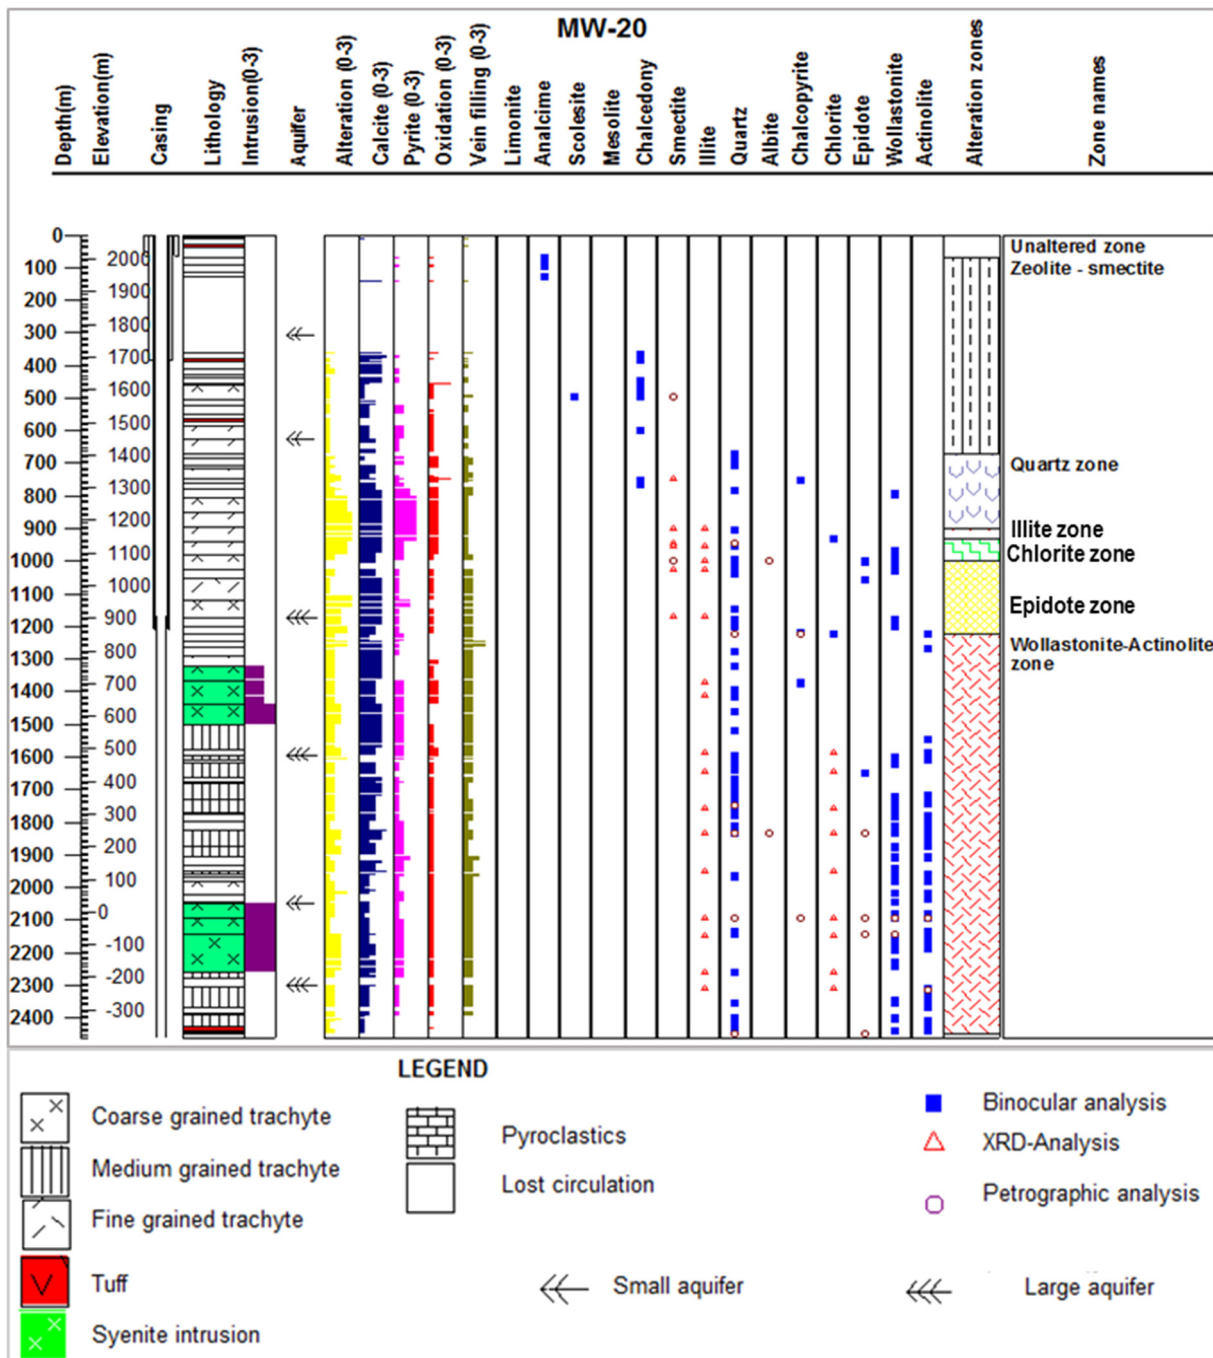 MW-20
Depth(m)
Elevation(m)
Casing
Lithology
Intrusion(0-3)
Aquifer
Alteration (0-3)
Calcite (0-3)
Pyrite (0-3)
Oxidation (0-3)
Vein filling (0-3)
Limonite
Analcime
Scolesite
Mesolite
Chalcedony
Smectite
Illite
Quartz
Albite
Chalcopyrite
Chlorite
Epidote
Wollastonite
Actinolite
Alteration zones
Zone names
0
100
200
300
400
500
600
700
800
900
1000
1100
1200
1300
1400
1500
1600
1700
1800
1900
2000
2100
2200
2300
2400
2000
1900
1800
1700
1600
1500
1400
1300
1200
1100
1000
900
800
700
600
500
400
300
200
100
0
-100
-200
-300
Unaltered zone
Zeolite - smectite
Quartz zone
Illite zone
Chlorite zone
Epidote zone
Wollastonite-Actinolite
zone
LEGEND
Coarse grained trachyte
Medium grained trachyte
Fine grained trachyte
Tuff
Syenite intrusion
Pyroclastics
Lost circulation
Small aquifer
Binocular analysis
XRD-Analysis
Petrographic analysis
Large aquifer